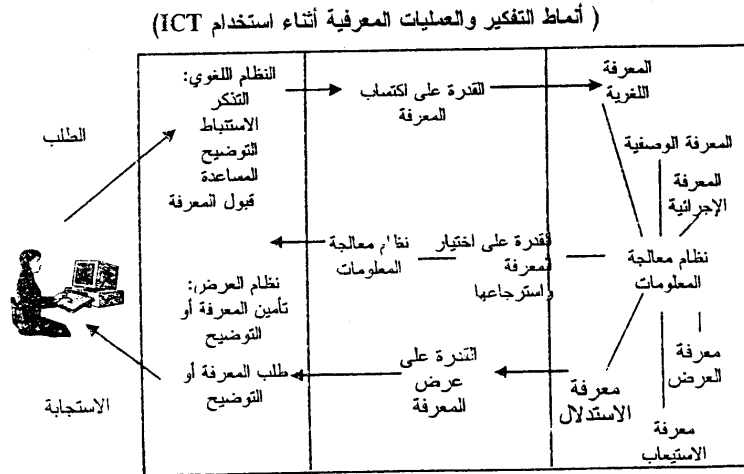 ( أنماط التفكير والعمليات المعرفية أثناء استخدام ICT)
الطلب
النظام اللغوي:
التذكر
الاستنباط
التوضيح
المساعدة
قبول المعرفة
القدرة على اكتساب
المعرفة
المعرفة
اللغوية
المعرفة الوصفية
المعرفة
الإجرائية
نظام معالجة
المعلومات
القدرة على اختيار
المعرفة
واسترجاعها
نظام معالجة
المعلومات
نظام العرض:
تأمين المعرفة أو
التوضيح
طلب المعرفة أو
التوضيح
القدرة على
عرض
المعرفة
معرفة
الاستدلال
معرفة
العرض
معرفة
الاستيعاب
الاستجابة